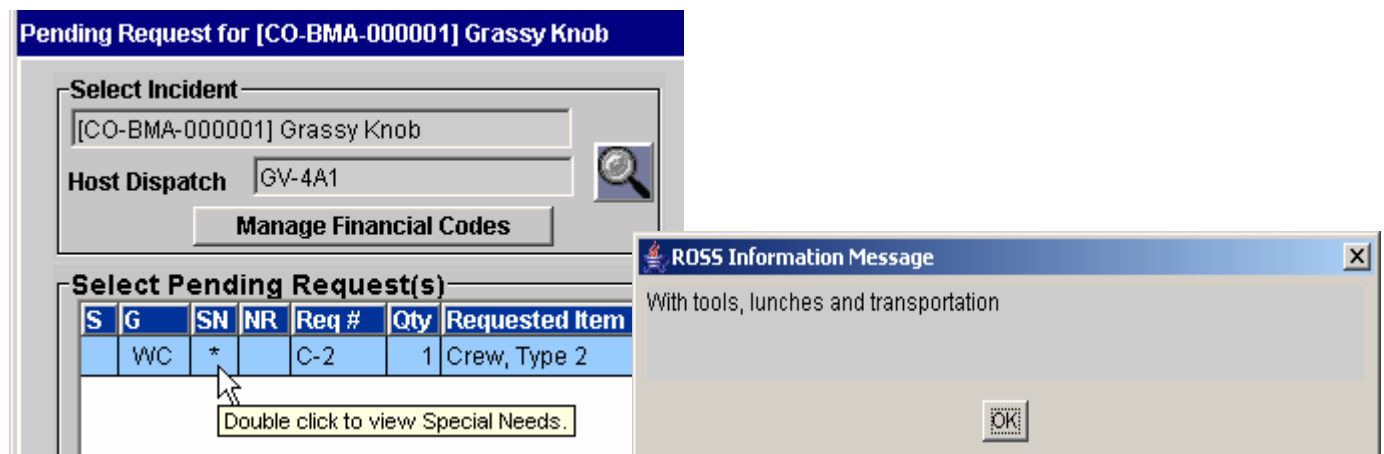 Pending Request for [CO-BMA-000001] Grassy Knob
Select Incident
[CO-BMA-000001] Grassy Knob
Host Dispatch GV-4A1
Manage Financial Codes
Select Pending Request(s)
S G SN NR Req # Qty Requested Item
WC * C-2 1 Crew, Type 2
Double click to view Special Needs.
ROSS Information Message
With tools, lunches and transportation
OK